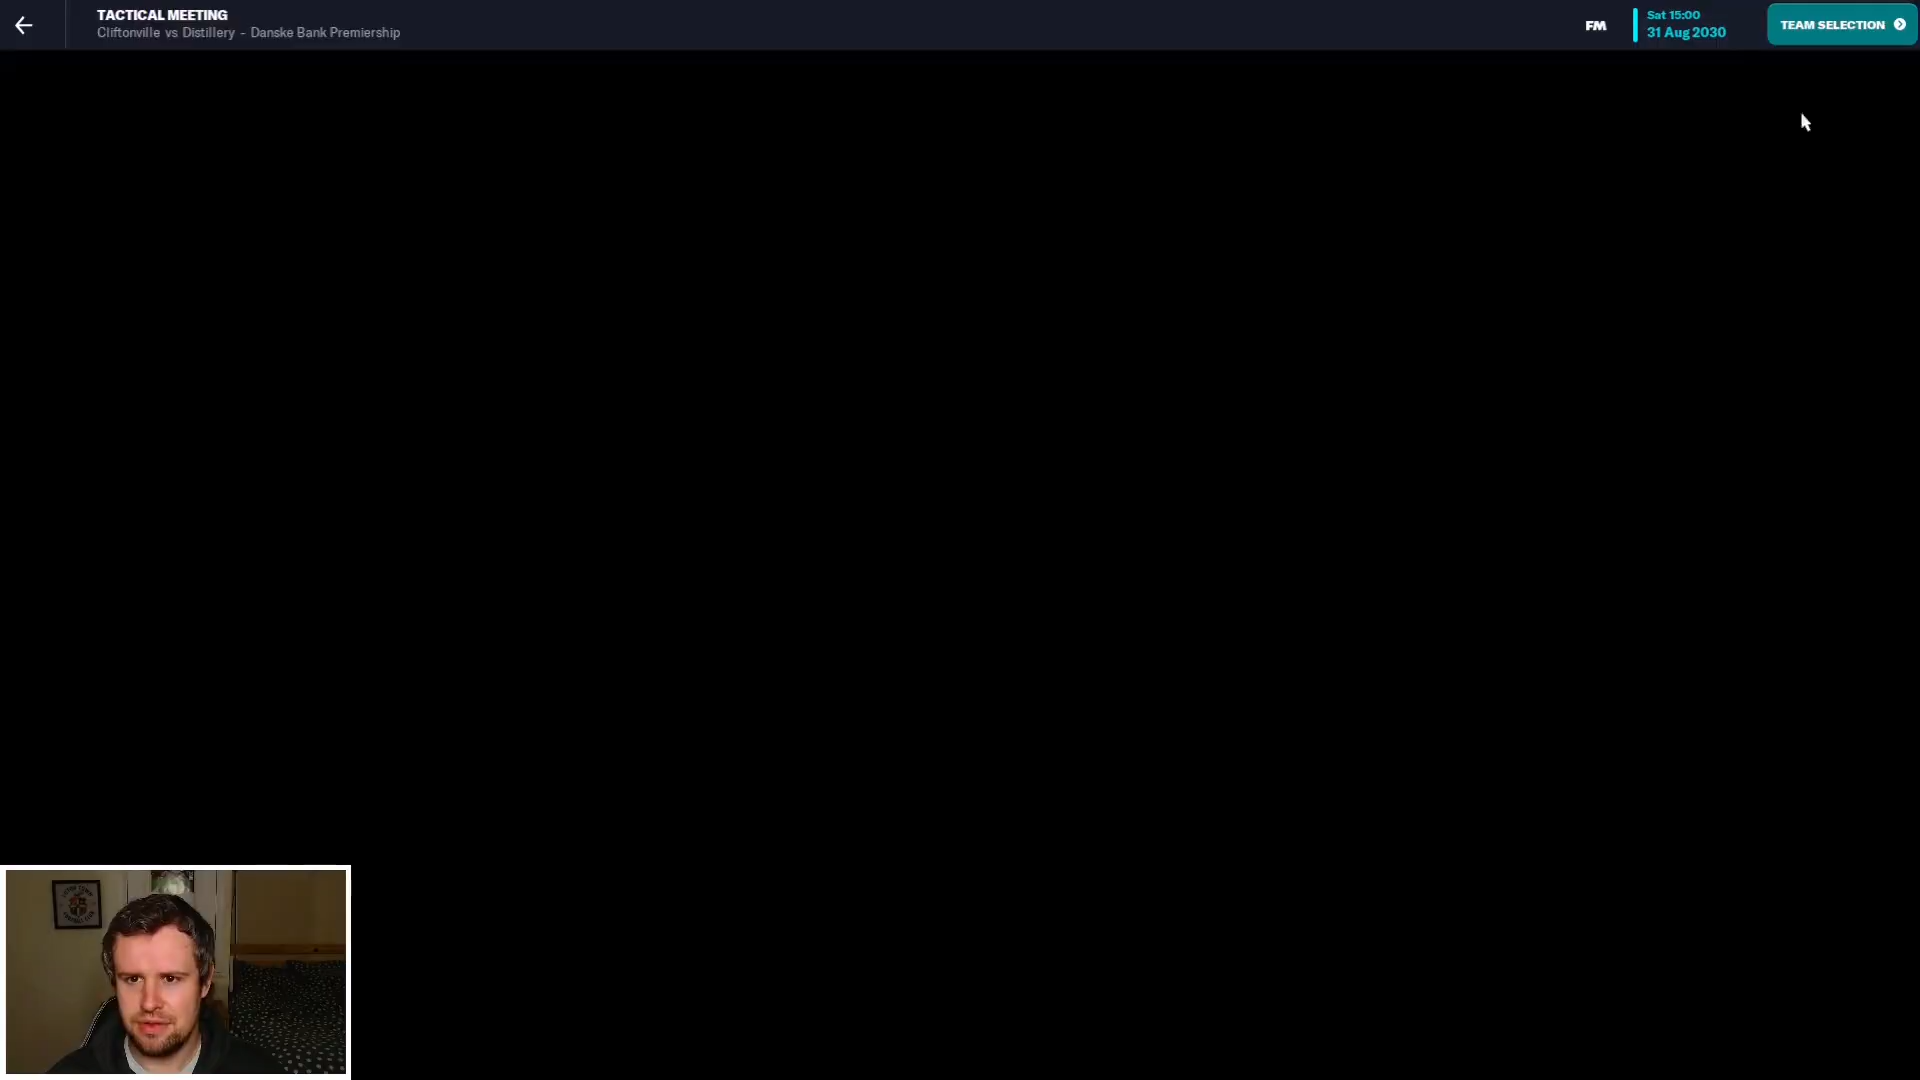 TACTICAL MEETING
Cliftonville vs Distillery - Danske Bank Premiership
FM
Sat 15:00
31 Aug 2030
TEAM SELECTION